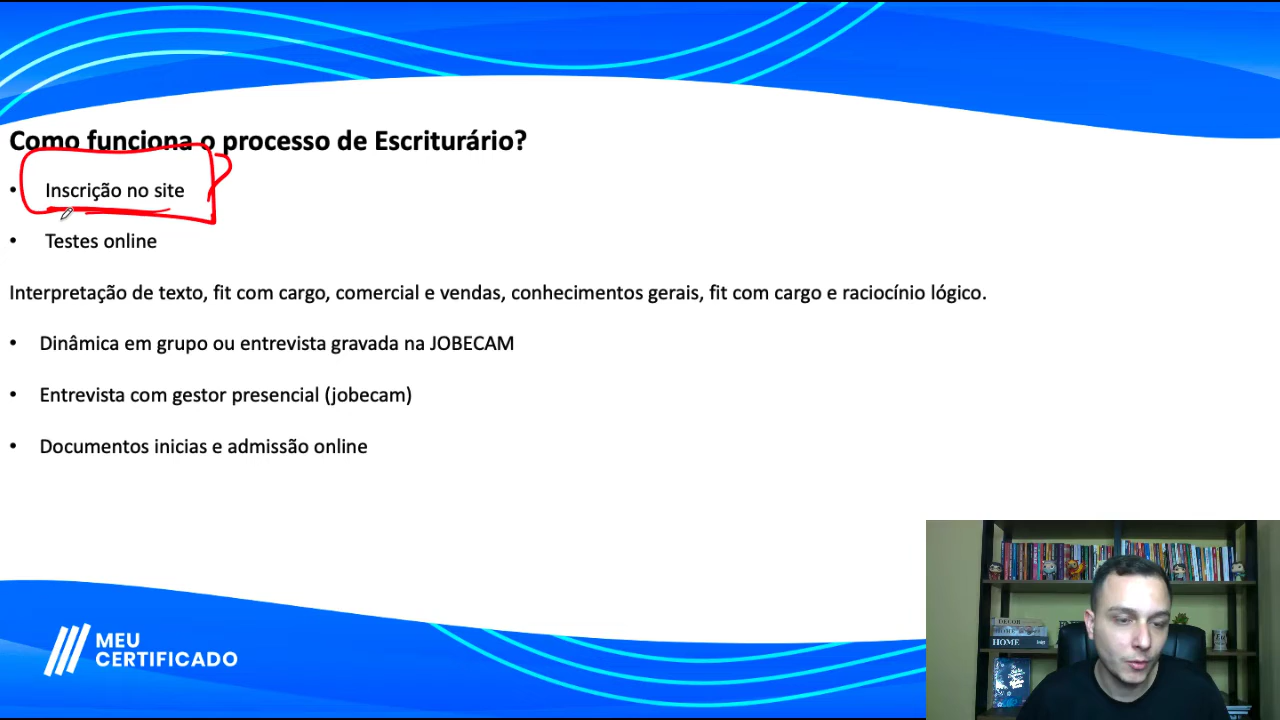 Como funciona o processo de Escriturário?
• Inscrição no site
• Testes online
Interpretação de texto, fit com cargo, comercial e vendas, conhecimentos gerais, fit com cargo e raciocínio lógico.
• Dinâmica em grupo ou entrevista gravada na JOBECAM
• Entrevista com gestor presencial (jobecam)
• Documentos inicias e admissão online
MEU
CERTIFICADO
DECOR
HOME